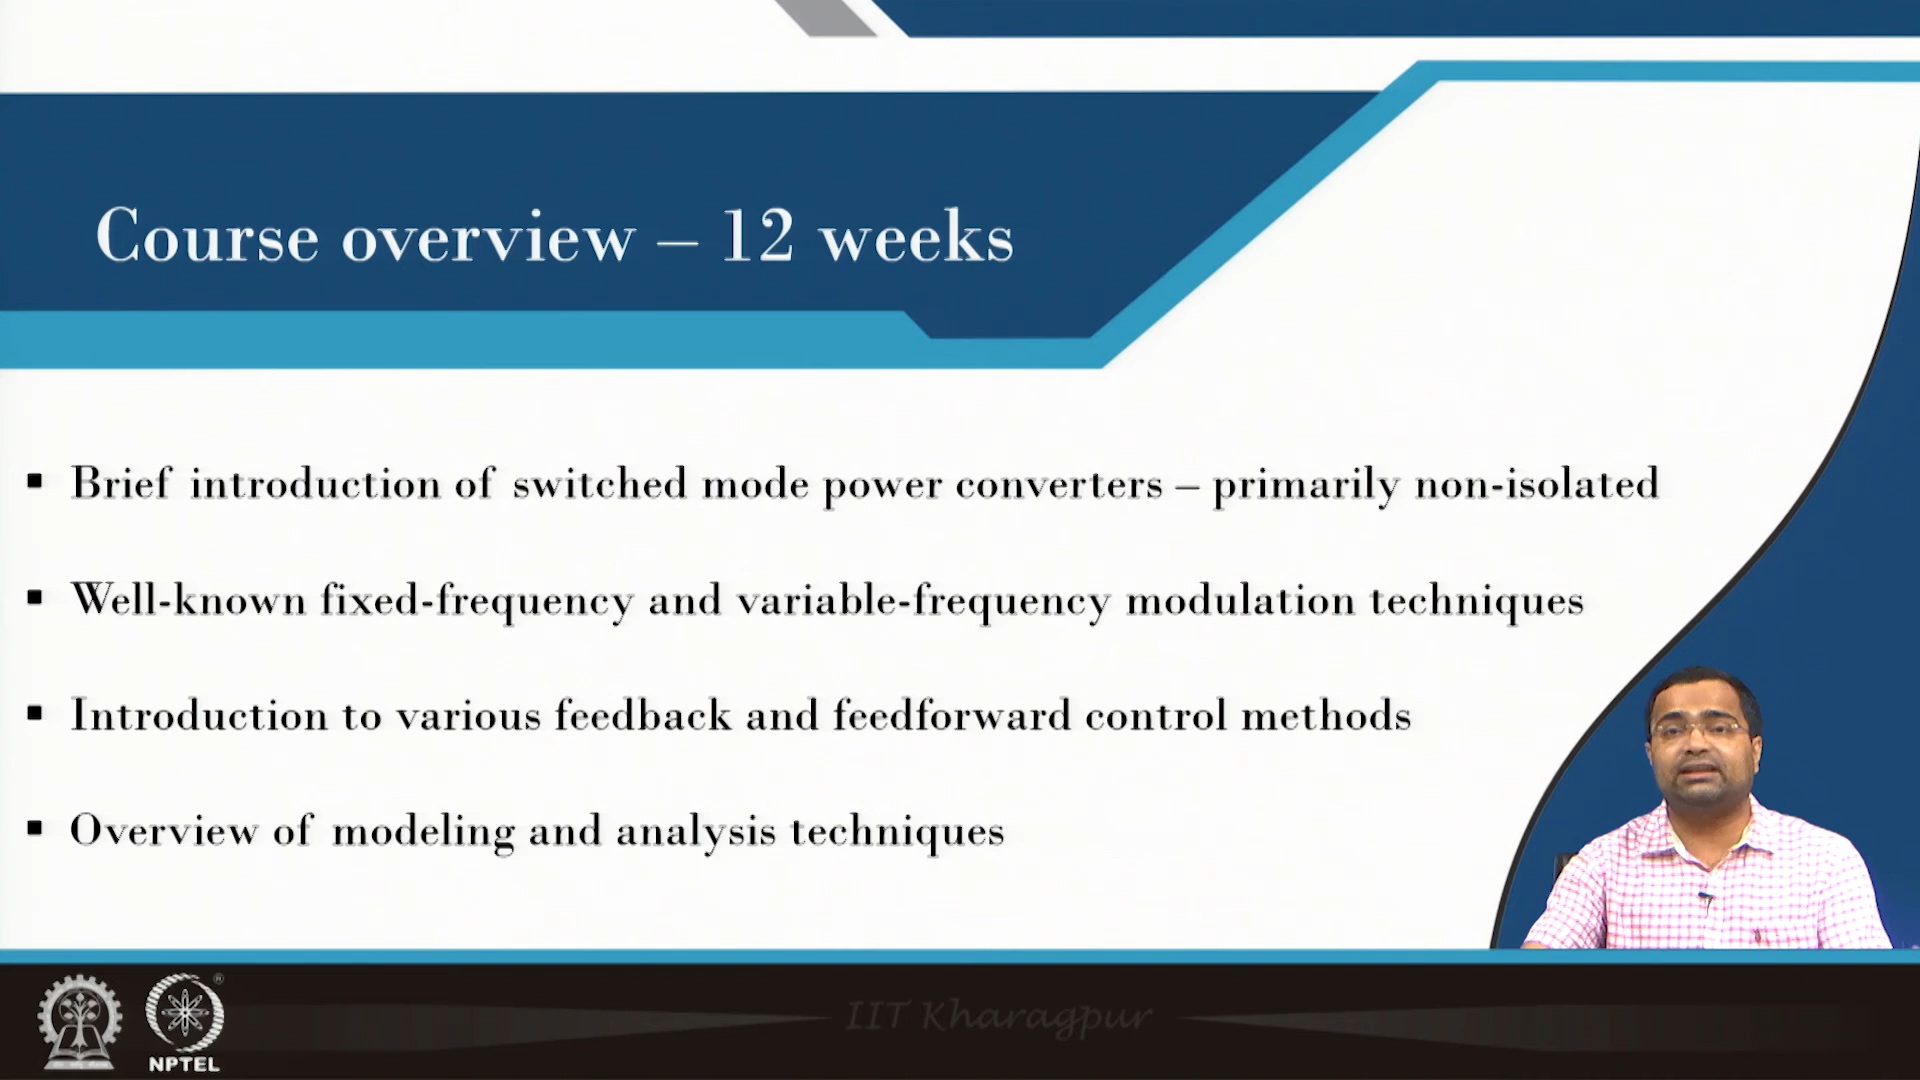 Course overview – 12 weeks
▪ Brief introduction of switched mode power converters – primarily non-isolated
▪ Well-known fixed-frequency and variable-frequency modulation techniques
▪ Introduction to various feedback and feedforward control methods
▪ Overview of modeling and analysis techniques
IIT Kharagpur
®
NPTEL